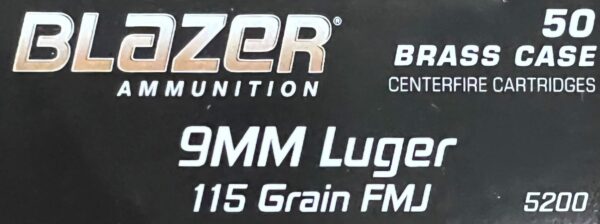 BLAZER®
AMMUNITION
50
BRASS CASE
CENTERFIRE CARTRIDGES
9MM Luger
115 Grain FMJ
5200